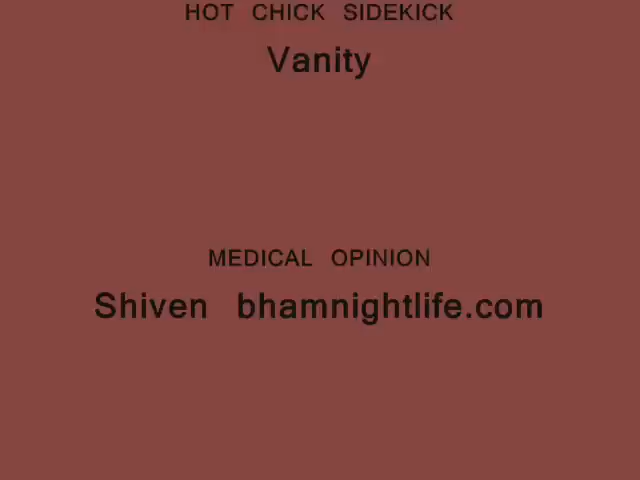 HOT CHICK SIDEKICK
Vanity
MEDICAL OPINION
Shiven bhamnightlife.com